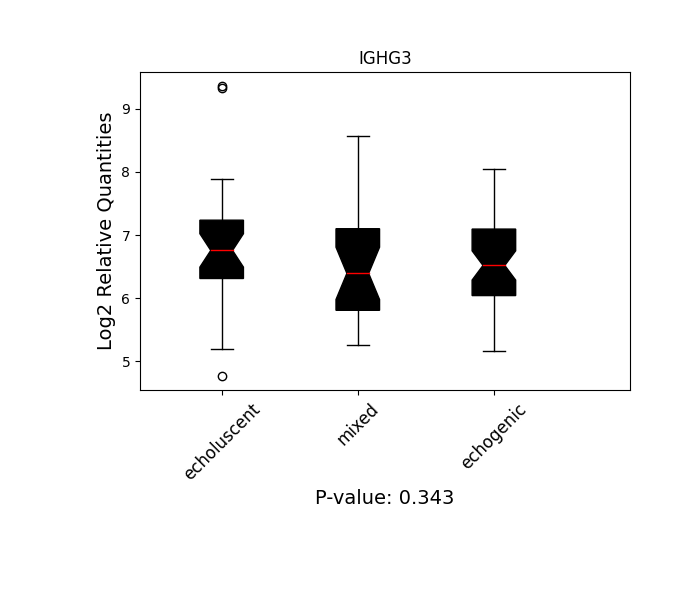 IGHG3
Log2 Relative Quantities
9
8
7
6
5
echoluscent
mixed
echogenic
P-value: 0.343